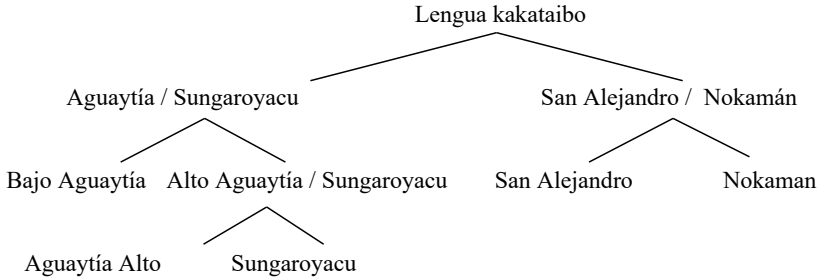 Lengua kakataibo
Aguaytía / Sungaroyacu San Alejandro / Nokamán
Bajo Aguaytía Alto Aguaytía / Sungaroyacu San Alejandro Nokaman
Aguaytía Alto Sungaroyacu